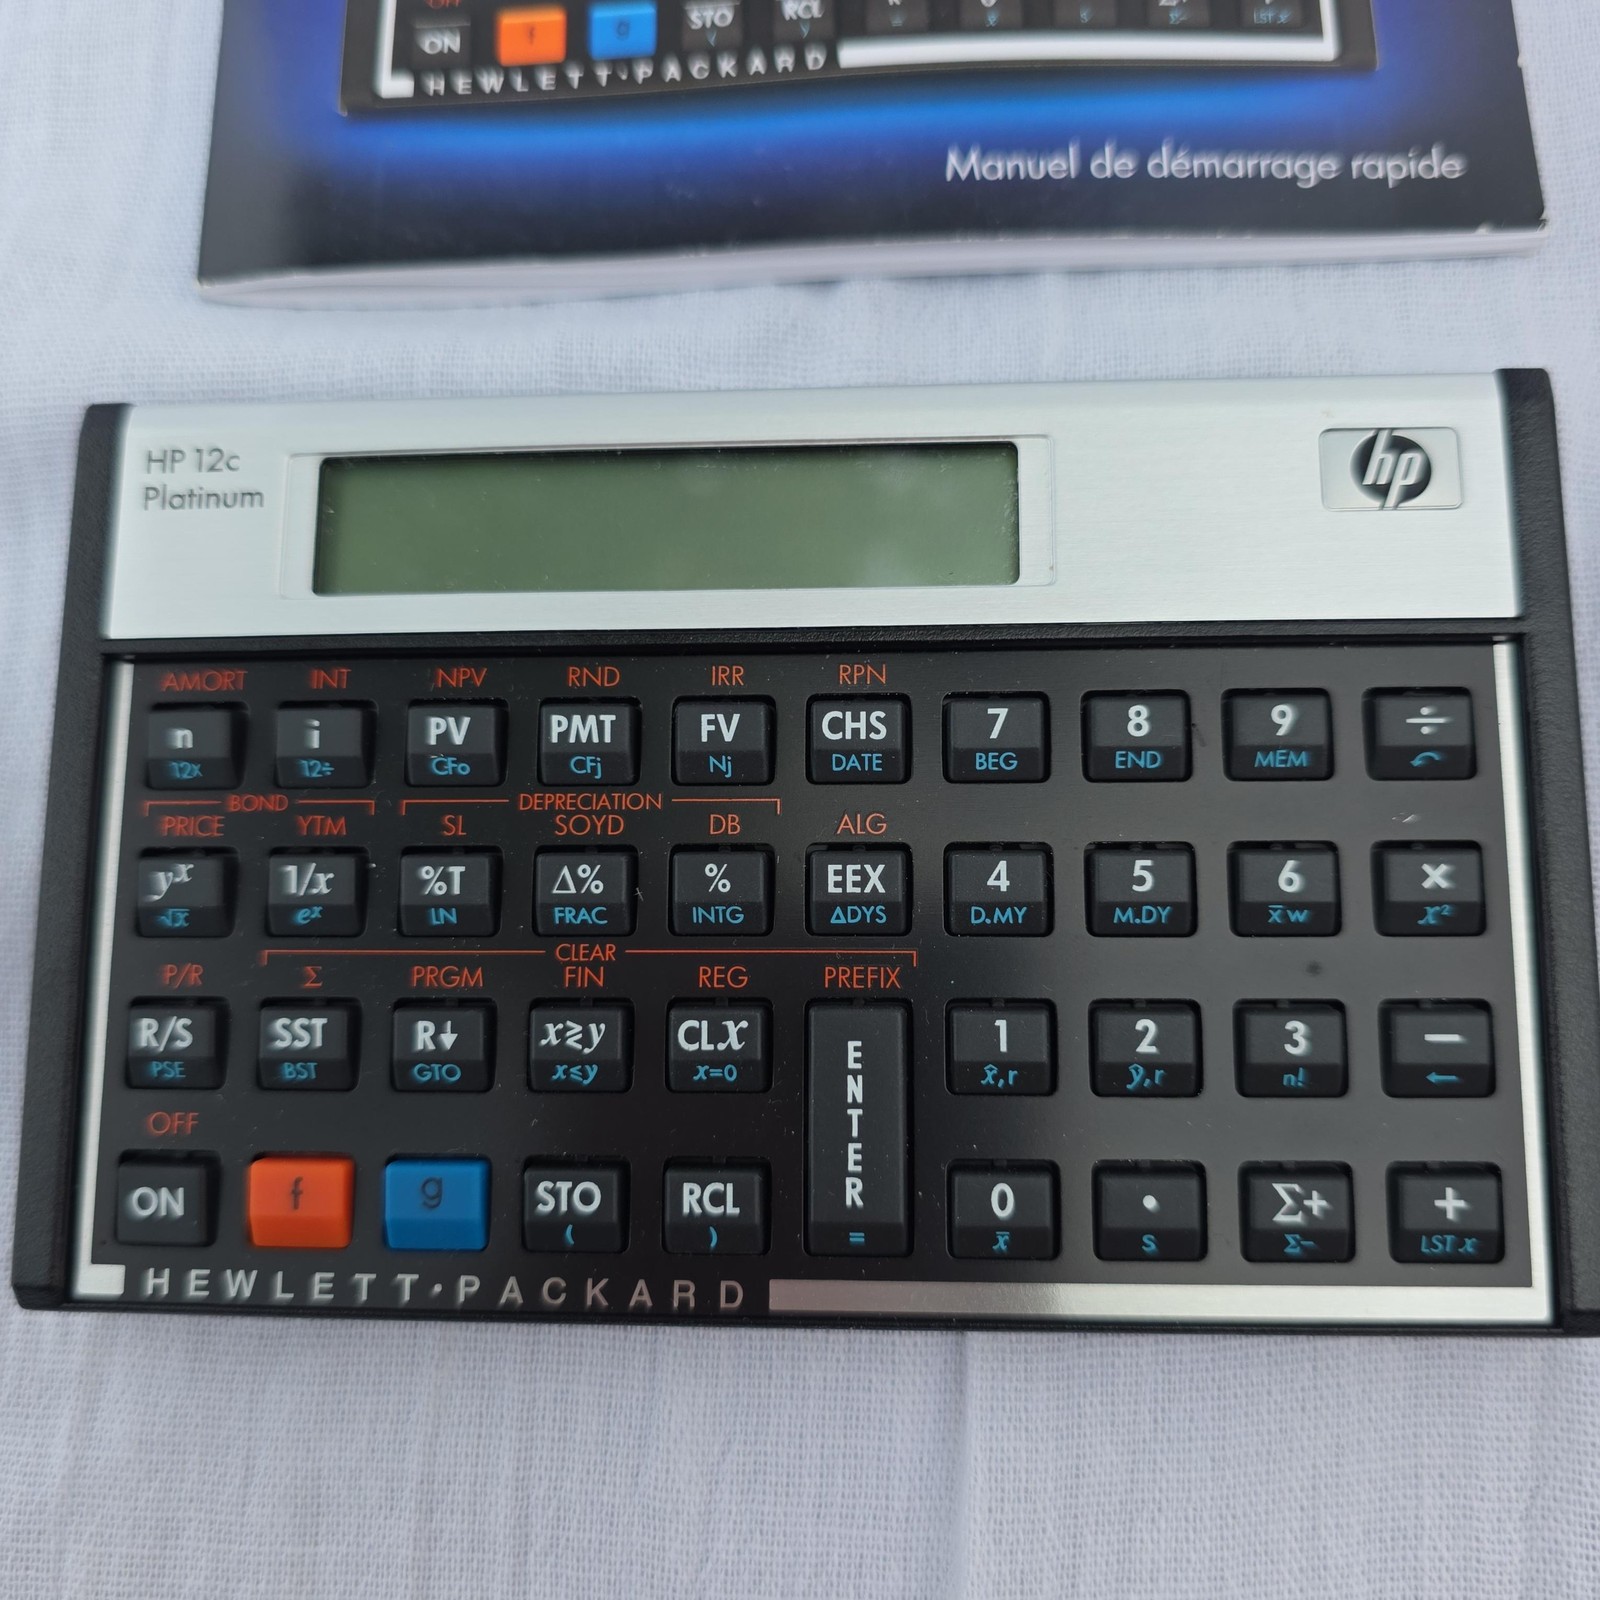 OFF
ON f g STO RCL
HEWLETT·PACKARD
Manuel de démarrage rapide
HP 12c
Platinum
hp
AMORT INT NPV RND IRR RPN
n i PV PMT FV CHS 7 8 9 ÷
12x 12÷ CFo CFj Nj DATE BEG END MEM
BOND DEPRECIATION
PRICE YTM SL SOYD DB ALG
yˣ 1/x %T Δ% % EEX 4 5 6 ×
√x eˣ LN FRAC INTG ΔDYS D.MY M.DY x̄w x²
CLEAR
P/R Σ PRGM FIN REG PREFIX
R/S SST R↓ x≷y CLx ENTER 1 2 3 −
PSE BST GTO x≤y x=0 x̂,r ŷ,r n! ←
OFF
ON f g STO RCL 0 . Σ+ +
( ) = x̄ s Σ− LST x
HEWLETT·PACKARD